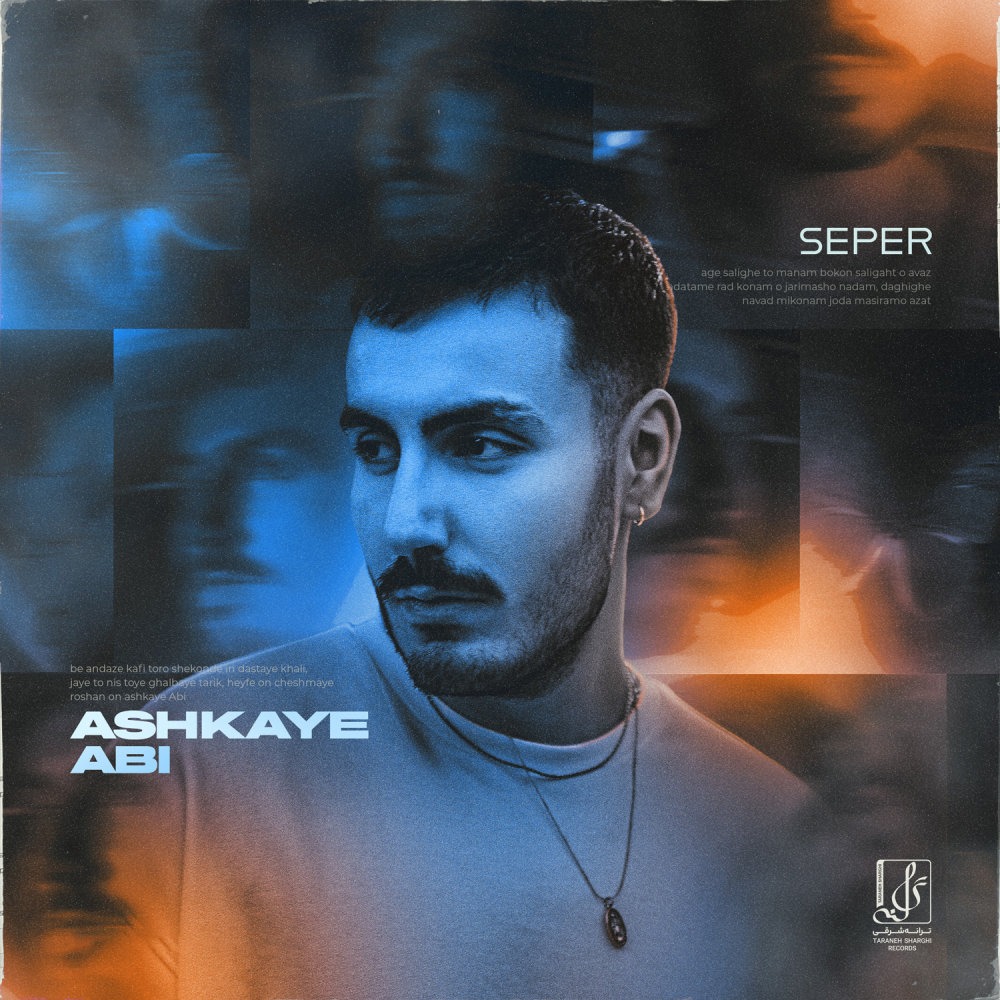 SEPER
age salighe to manam bokon saligaht o avaz
datame rad konam o jarimasho nadam, daghighe
navad mikonam joda masiramo azat
be andaze kafi toro shekonde in dastaye khali,
jaye to nis toye ghalbaye tarik, heyfe on cheshmaye
roshan on ashkaye Abi
ASHKAYE
ABI
ترانه شرقی
TARANEH SHARGHI
RECORDS